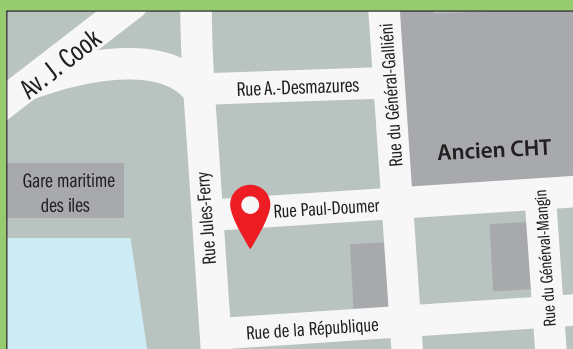 Av. J. Cook
Rue A.-Desmazures
Rue du Général-Galliéni
Ancien CHT
Gare maritime
des iles
Rue Jules-Ferry
Rue Paul-Doumer
Rue du Générval-Mangin
Rue de la République